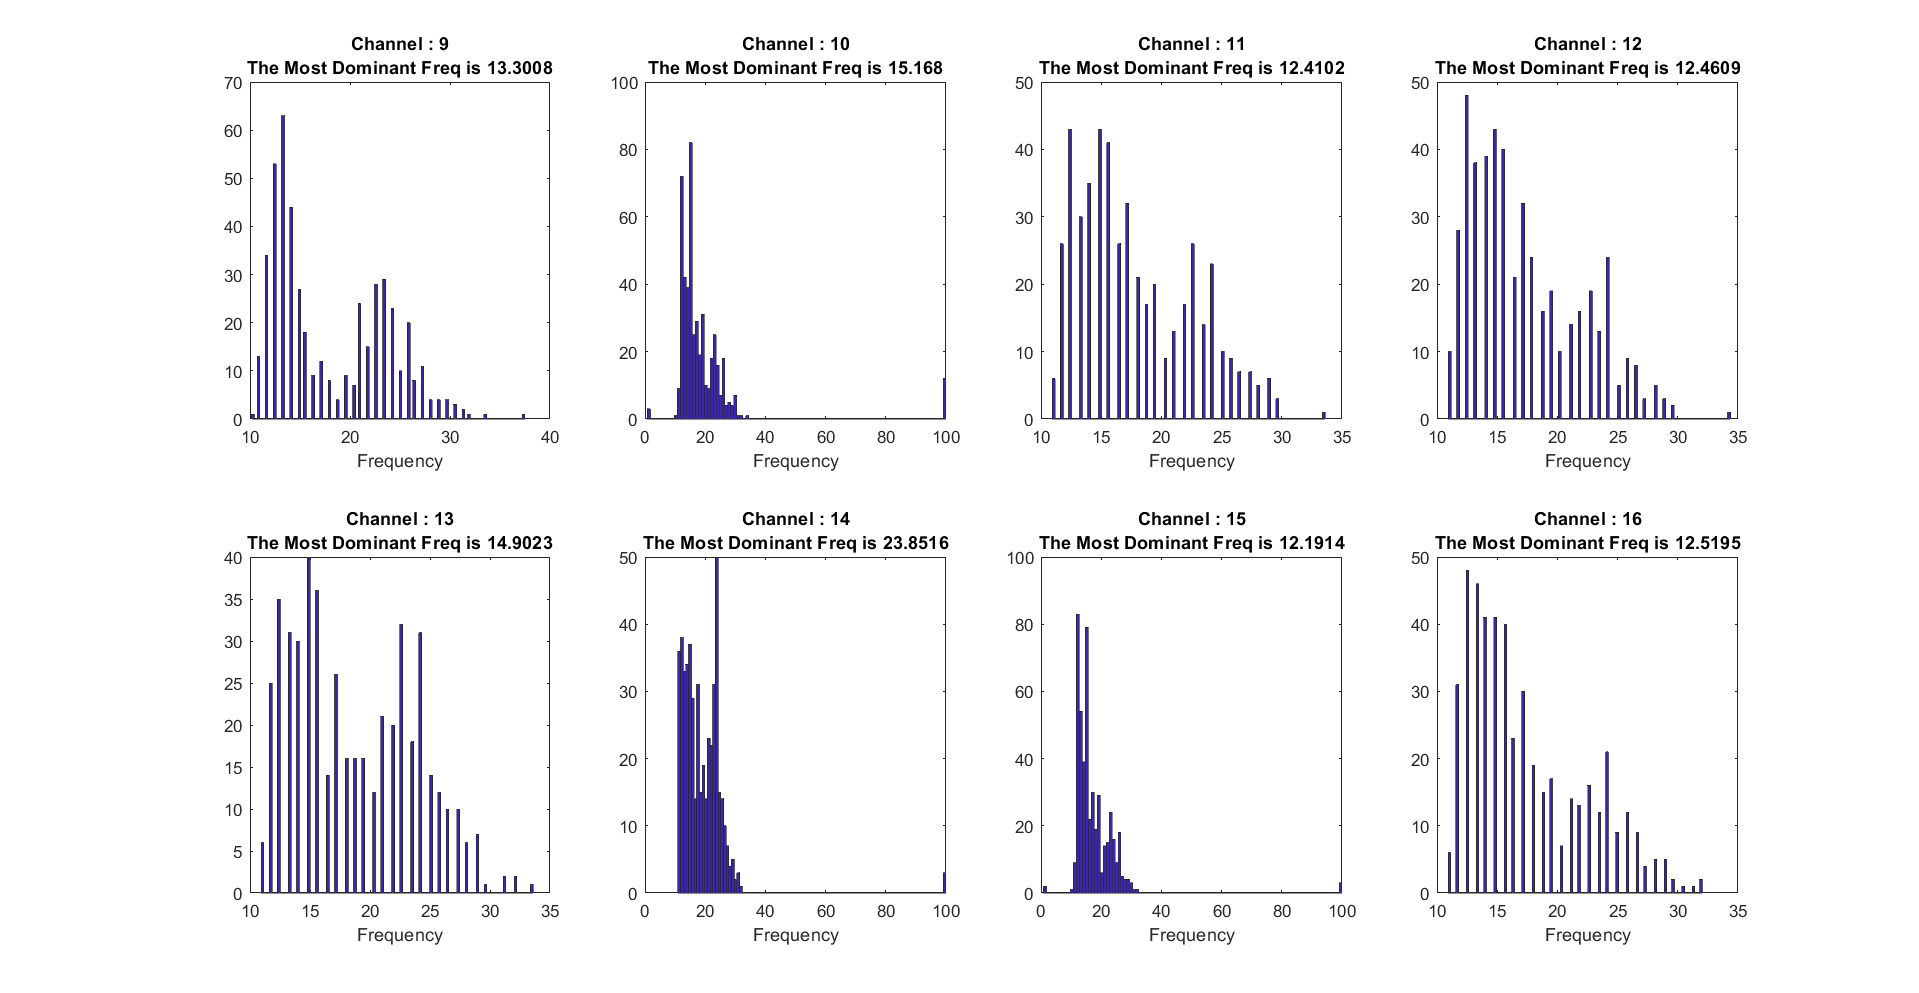 Channel : 9
The Most Dominant Freq is 13.3008
70
60
50
40
30
20
10
0
10 20 30 40
Frequency
Channel : 10
The Most Dominant Freq is 15.168
100
80
60
40
20
0
0 20 40 60 80 100
Frequency
Channel : 11
The Most Dominant Freq is 12.4102
50
40
30
20
10
0
10 15 20 25 30 35
Frequency
Channel : 12
The Most Dominant Freq is 12.4609
50
40
30
20
10
0
10 15 20 25 30 35
Frequency
Channel : 13
The Most Dominant Freq is 14.9023
40
35
30
25
20
15
10
5
0
10 15 20 25 30 35
Frequency
Channel : 14
The Most Dominant Freq is 23.8516
50
40
30
20
10
0
0 20 40 60 80 100
Frequency
Channel : 15
The Most Dominant Freq is 12.1914
100
80
60
40
20
0
0 20 40 60 80 100
Frequency
Channel : 16
The Most Dominant Freq is 12.5195
50
40
30
20
10
0
10 15 20 25 30 35
Frequency